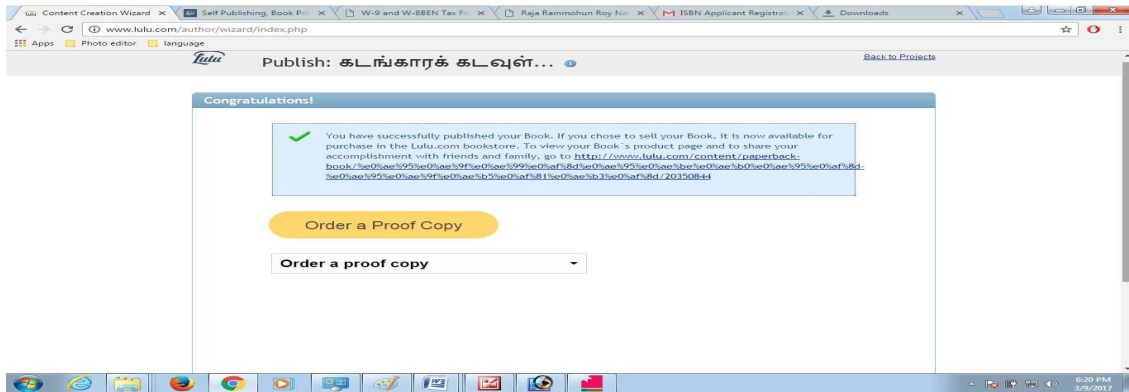 Content Creation Wizard
Self Publishing, Book Pri
W-9 and W-8BEN Tax Fo
Raja Rammohun Roy Na
ISBN Applicant Registrat
Downloads
www.lulu.com/author/wizard/index.php
Apps Photo editor language
Lulu Publish: கடங்காரக் கடவுள்... Back to Projects
Congratulations!
You have successfully published your Book. If you chose to sell your Book, it is now available for
purchase in the Lulu.com bookstore. To view your Book´s product page and to share your
accomplishment with friends and family, go to http://www.lulu.com/content/paperback-
book/%e0%ae%95%e0%ae%9f%e0%ae%99%e0%af%8d%e0%ae%95%e0%ae%be%e0%ae%b0%e0%ae%95%e0%af%8d-
%e0%ae%95%e0%ae%9f%e0%ae%b5%e0%af%81%e0%ae%b3%e0%af%8d/20350844
Order a Proof Copy
Order a proof copy
6:20 PM
3/9/2017